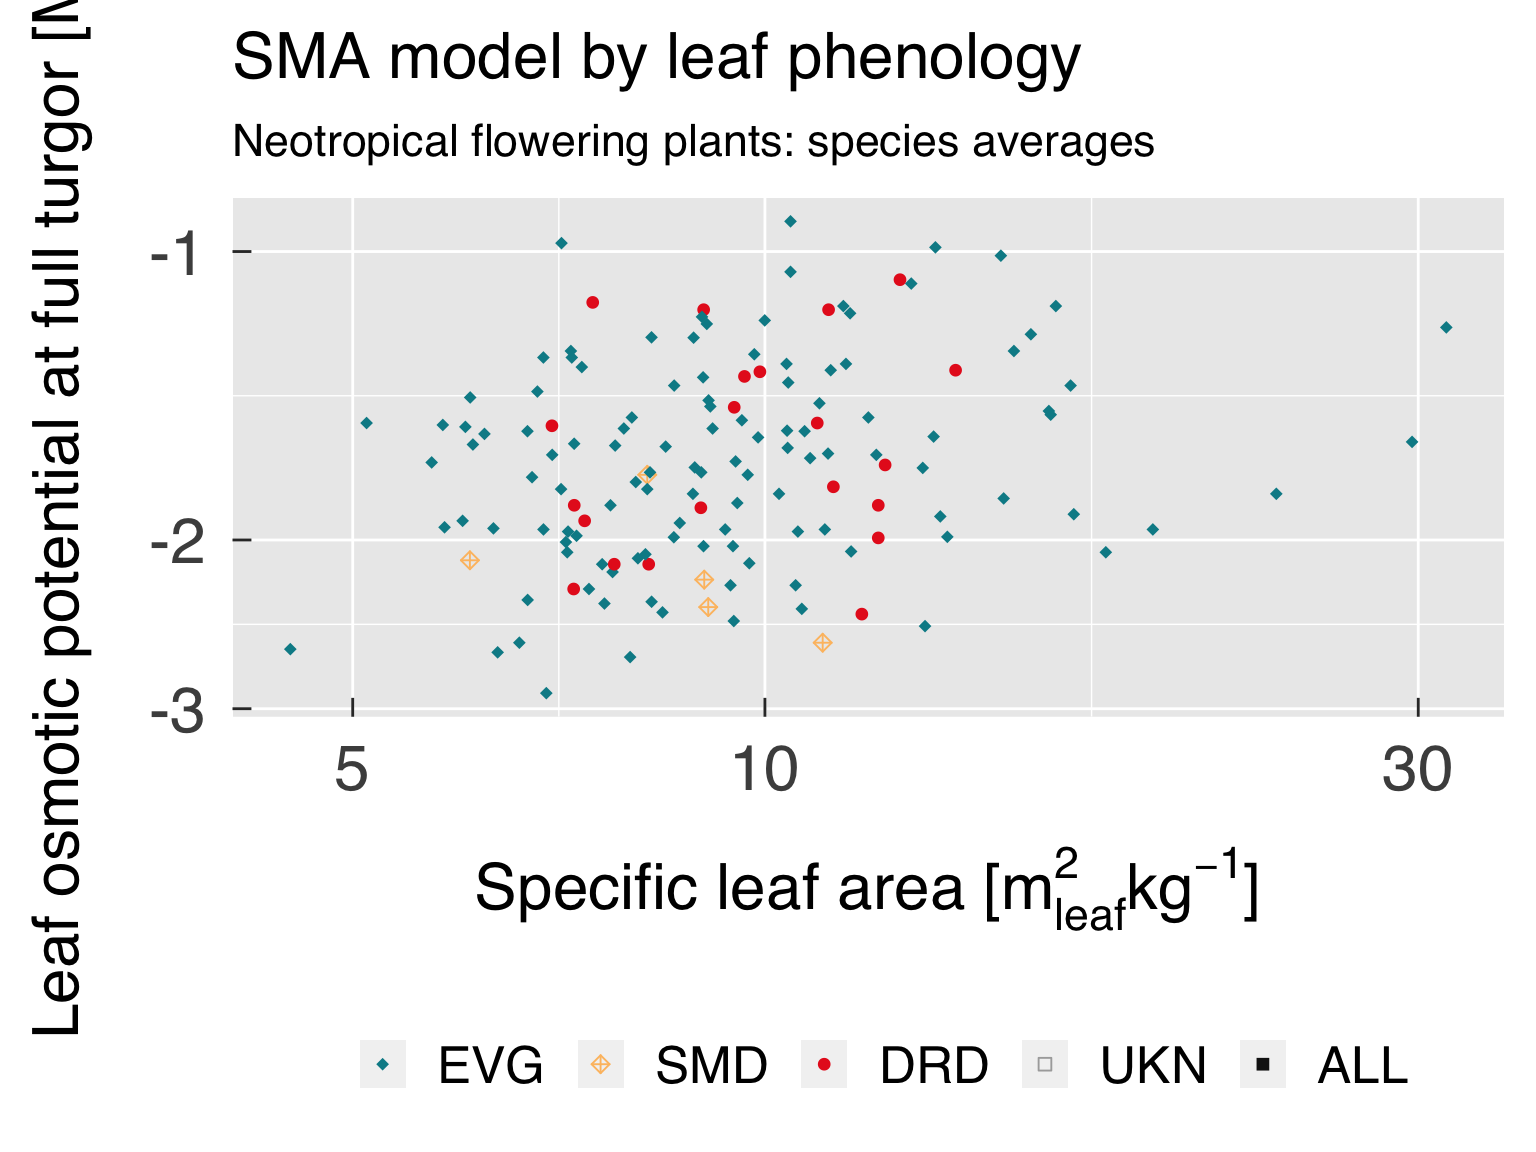 SMA model by leaf phenology
Neotropical flowering plants: species averages
Leaf osmotic potential at full turgor [M
-1
-2
-3
5 10 30
Specific leaf area [m²leafkg⁻¹]
EVG SMD DRD UKN ALL